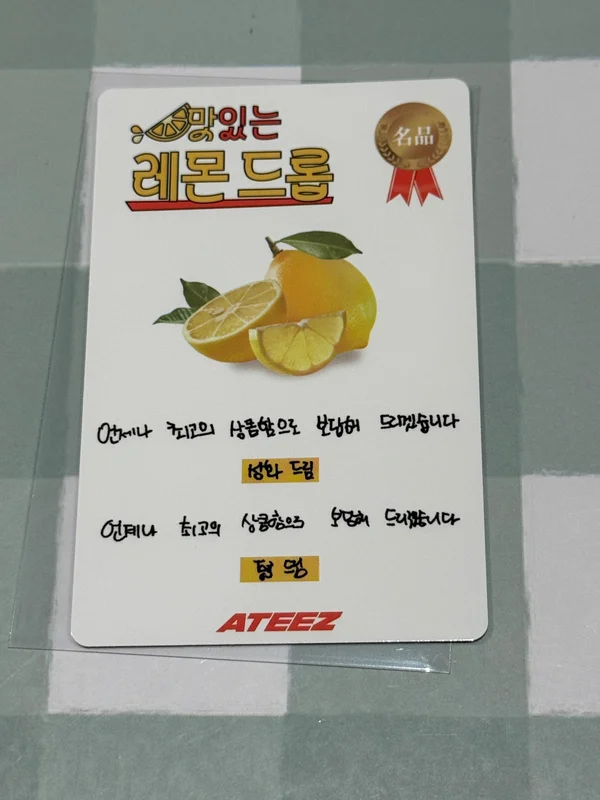 맛있는
레몬 드롭
名品
언제나 최고의 상큼함으로 보답해 드리겠습니다
성화 드림
언제나 최고의 상큼함으로 보답해 드리겠습니다
ATEEZ